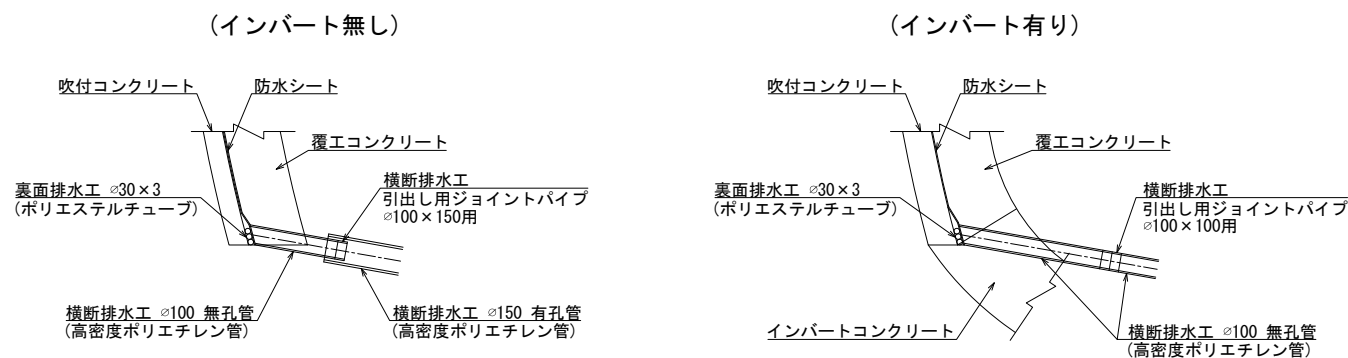 (インバート無し)
吹付コンクリート
防水シート
覆工コンクリート
裏面排水工 ∅30×3
(ポリエステルチューブ)
横断排水工
引出し用ジョイントパイプ
∅100×150用
横断排水工 ∅100 無孔管
(高密度ポリエチレン管)
横断排水工 ∅150 有孔管
(高密度ポリエチレン管)
(インバート有り)
吹付コンクリート
防水シート
覆工コンクリート
裏面排水工 ∅30×3
(ポリエステルチューブ)
横断排水工
引出し用ジョイントパイプ
∅100×100用
インバートコンクリート
横断排水工 ∅100 無孔管
(高密度ポリエチレン管)